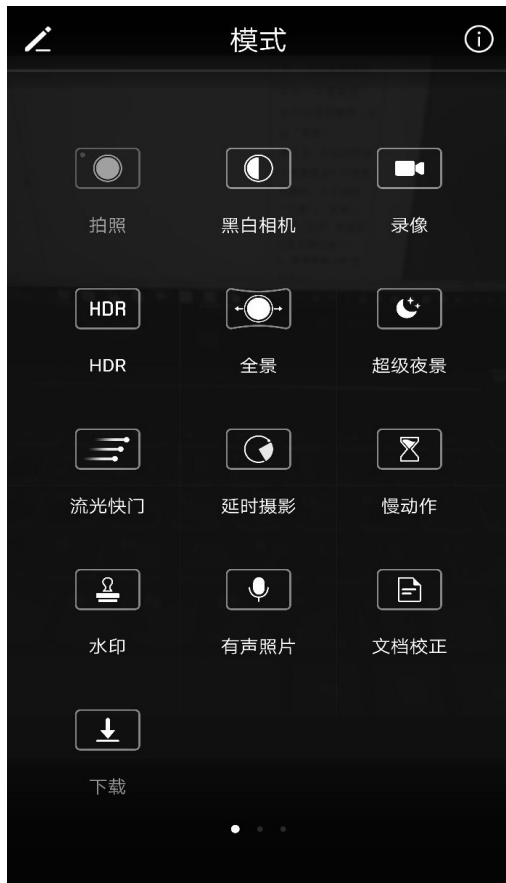 模式
拍照
黑白相机
录像
HDR
HDR
全景
超级夜景
流光快门
延时摄影
慢动作
水印
有声照片
文档校正
下载